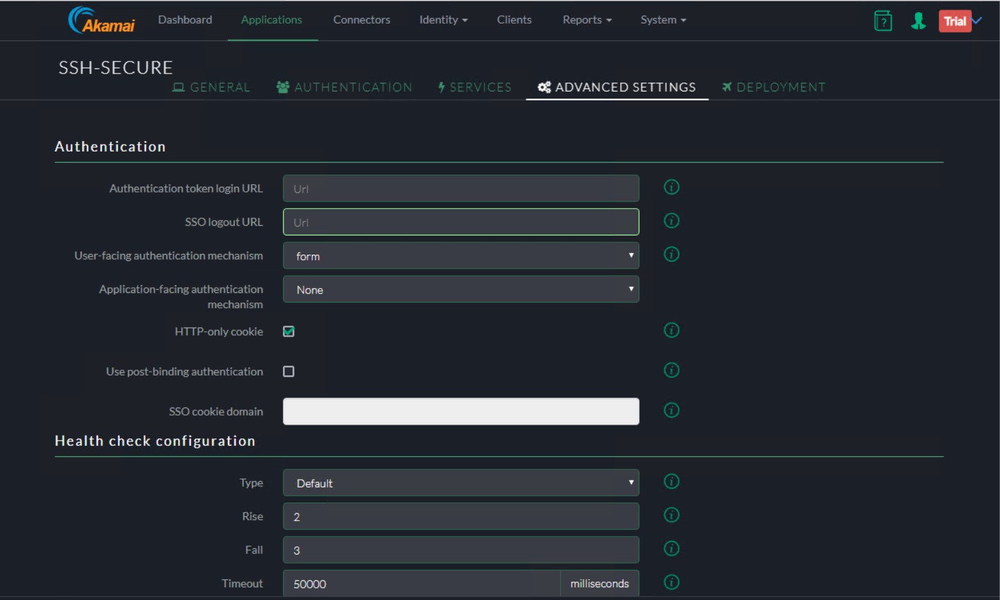 Akamai Dashboard Applications Connectors Identity Clients Reports System ? Trial
SSH-SECURE
GENERAL AUTHENTICATION SERVICES ADVANCED SETTINGS DEPLOYMENT
Authentication
Authentication token login URL Url i
SSO logout URL Url i
User-facing authentication mechanism form i
Application-facing authentication None
mechanism
HTTP-only cookie i
Use post-binding authentication i
SSO cookie domain i
Health check configuration
Type Default i
Rise 2 i
Fall 3 i
Timeout 50000 milliseconds i